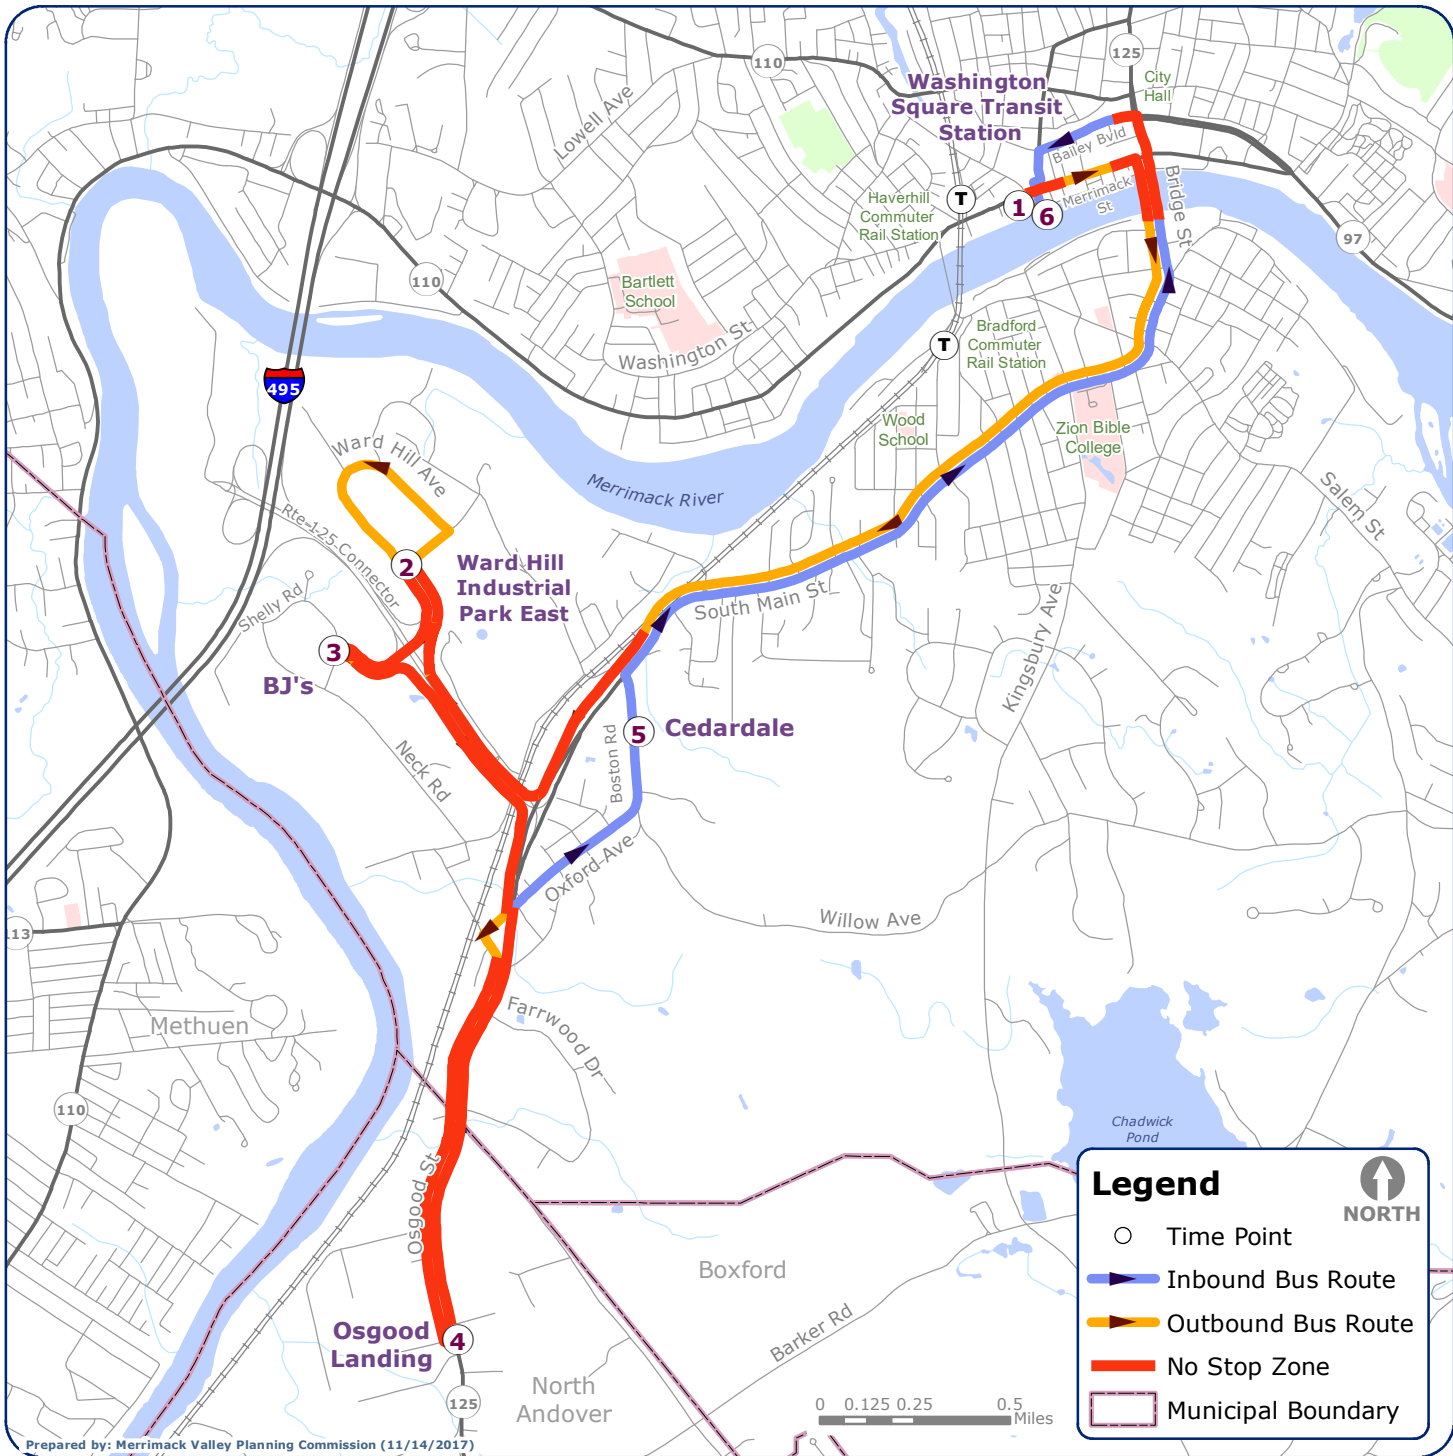 110
125
City
Hall
Washington
Square Transit
Station
Lowell Ave
Bailey Bvld
Merrimack
St
Bridge St
Haverhill
Commuter
Rail Station
T
1
6
97
110
Bartlett
School
Washington St
T
Bradford
Commuter
Rail Station
495
Wood
School
Zion Bible
College
Ward Hill Ave
Merrimack River
Salem St
Rte 125 Connector
2
Ward Hill
Industrial
Park East
Shelly Rd
South Main St
Kingsbury Ave
3
BJ's
Neck Rd
Boston Rd
5
Cedardale
Oxford Ave
Willow Ave
113
Methuen
Farrwood Dr
110
Chadwick
Pond
Osgood St
Boxford
Barker Rd
Osgood
Landing
4
North
Andover
125
0 0.125 0.25 0.5
Miles
Legend
NORTH
Time Point
Inbound Bus Route
Outbound Bus Route
No Stop Zone
Municipal Boundary
Prepared by: Merrimack Valley Planning Commission (11/14/2017)